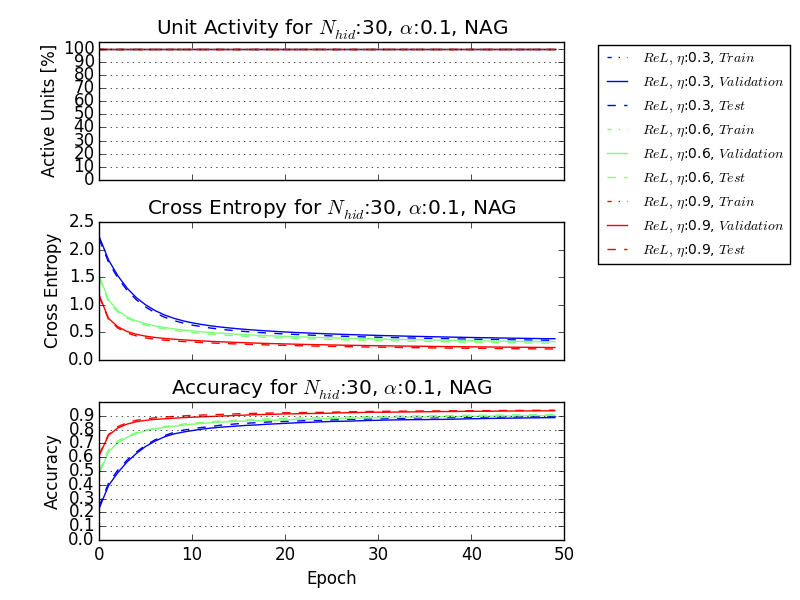 Unit Activity for N_hid:30, α:0.1, NAG
Active Units [%]
100
90
80
70
60
50
40
30
20
10
0
Cross Entropy for N_hid:30, α:0.1, NAG
Cross Entropy
2.5
2.0
1.5
1.0
0.5
0.0
Accuracy for N_hid:30, α:0.1, NAG
Accuracy
0.9
0.8
0.7
0.6
0.5
0.4
0.3
0.2
0.1
0.0
0 10 20 30 40 50
Epoch
ReL, η:0.3, Train
ReL, η:0.3, Validation
ReL, η:0.3, Test
ReL, η:0.6, Train
ReL, η:0.6, Validation
ReL, η:0.6, Test
ReL, η:0.9, Train
ReL, η:0.9, Validation
ReL, η:0.9, Test